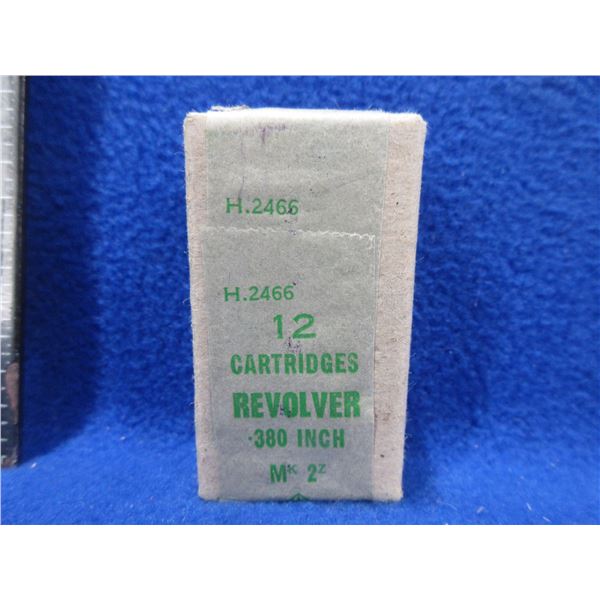 H.2466
H.2466
12
CARTRIDGES
REVOLVER
·380 INCH
Mᴷ 2ᶻ